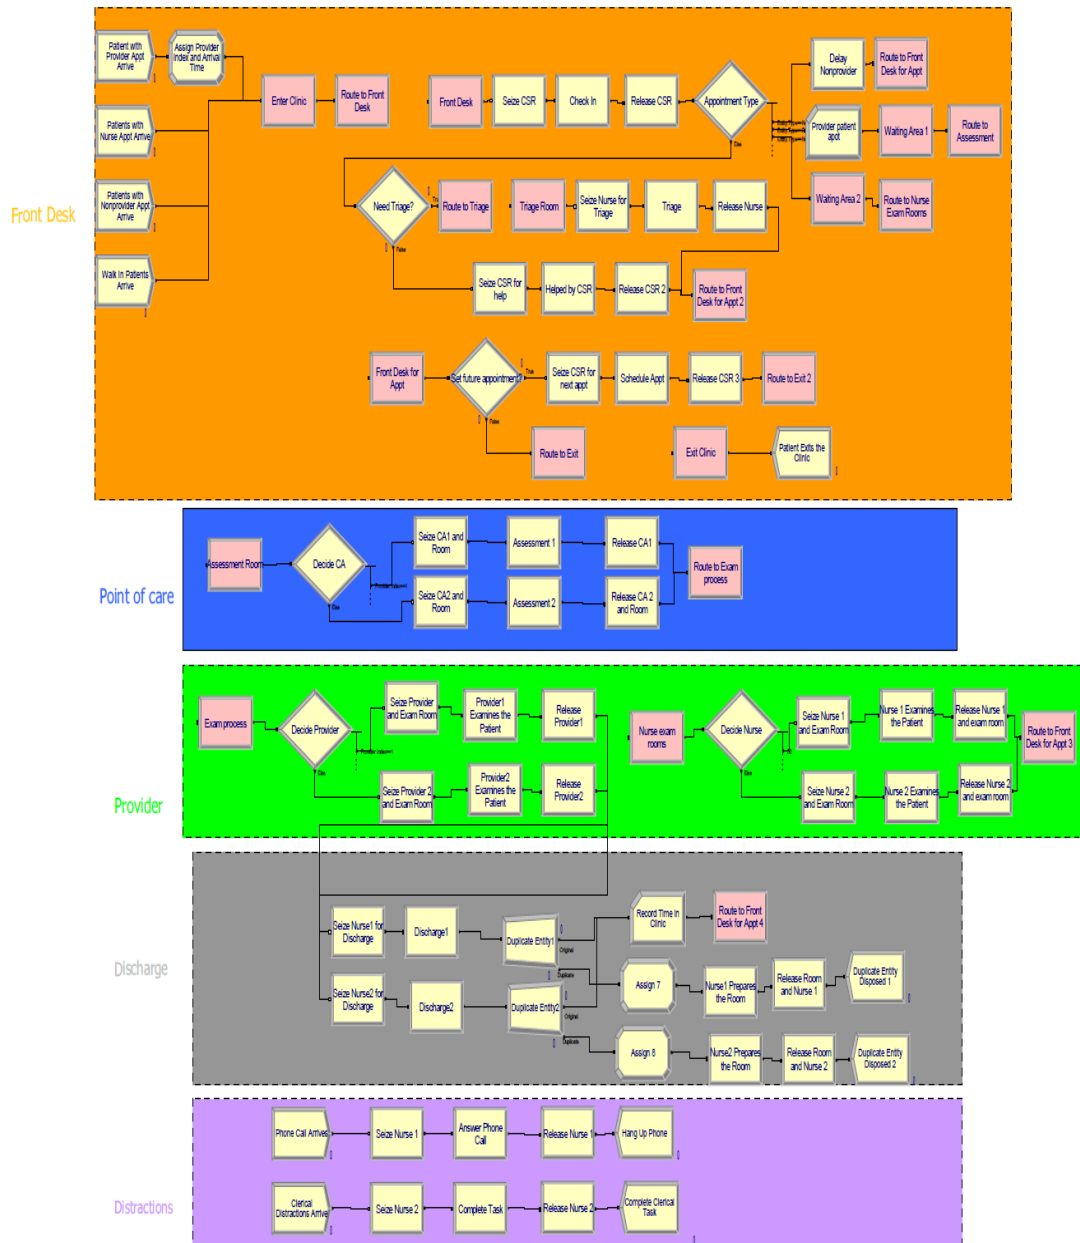 Patient with
Provider Appt
Arrive
Assign Provider
Index and Arrival
Time
Patients with
Nurse Appt Arrive
Patients with
Nonprovider Appt
Arrive
Walk In Patients
Arrive
Enter Clinic
Route to Front
Desk
Front Desk
Seize CSR
Check In
Release CSR
Appointment Type
Else
Delay
Nonprovider
Route to Front
Desk for Appt
Provider patient
apot
Waiting Area 1
Route to
Assessment
Waiting Area 2
Route to Nurse
Exam Rooms
Front Desk
Need Triage?
True
False
Route to Triage
Triage Room
Seize Nurse for
Triage
Triage
Release Nurse
Seize CSR for
help
Helped by CSR
Release CSR 2
Route to Front
Desk for Appt 2
Front Desk for
Appt
Set future appointment?
True
False
Seize CSR for
next appt
Schedule Appt
Release CSR 3
Route to Exit 2
Route to Exit
Exit Clinic
Patient Exits the
Clinic
Point of care
Assessment Room
Decide CA
Else
Seize CA1 and
Room
Assessment 1
Release CA1
Seize CA2 and
Room
Assessment 2
Release CA 2
and Room
Route to Exam
process
Provider
Exam process
Decide Provider
Else
Seize Provider
and Exam Room
Provider1
Examines the
Patient
Release
Provider1
Seize Provider 2
and Exam Room
Provider2
Examines the
Patient
Release
Provider2
Nurse exam
rooms
Decide Nurse
Else
Seize Nurse 1
and Exam Room
Nurse 1 Examines
the Patient
Release Nurse 1
and exam room
Seize Nurse 2
and Exam Room
Nurse 2 Examines
the Patient
Release Nurse 2
and exam room
Route to Front
Desk for Appt 3
Discharge
Seize Nurse1 for
Discharge
Discharge1
Duplicate Entity1
Original
Duplicate
Record Time in
Clinic
Route to Front
Desk for Appt 4
Seize Nurse2 for
Discharge
Discharge2
Duplicate Entity2
Original
Duplicate
Assign 7
Nurse1 Prepares
the Room
Release Room
and Nurse 1
Duplicate Entity
Disposed 1
Assign 8
Nurse2 Prepares
the Room
Release Room
and Nurse 2
Duplicate Entity
Disposed 2
Distractions
Phone Call Arrives
Seize Nurse 1
Answer Phone
Call
Release Nurse 1
Hang Up Phone
Clerical
Distractions Arrive
Seize Nurse 2
Complete Task
Release Nurse 2
Complete Clerical
Task